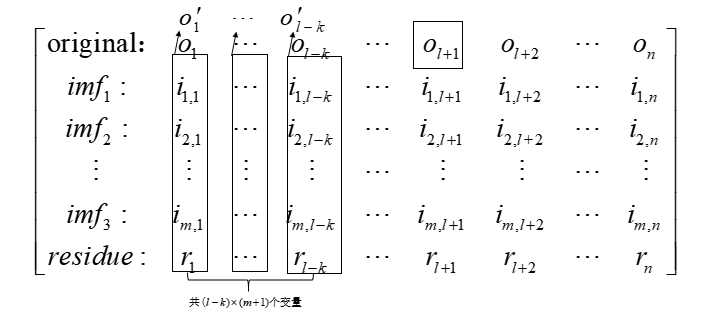 o′₁ ⋯ o′ₗ₋ₖ
original: o₁ ⋯ oₗ₋ₖ ⋯ oₗ₊₁ oₗ₊₂ ⋯ oₙ
imf₁ : i₁,₁ ⋯ i₁,ₗ₋ₖ ⋯ i₁,ₗ₊₁ i₁,ₗ₊₂ ⋯ i₁,ₙ
imf₂ : i₂,₁ ⋯ i₂,ₗ₋ₖ ⋯ i₂,ₗ₊₁ i₂,ₗ₊₂ ⋯ i₂,ₙ
⋮ ⋮ ⋯ ⋮ ⋯ ⋮ ⋮ ⋯ ⋮
imf₃ : iₘ,₁ ⋯ iₘ,ₗ₋ₖ ⋯ iₘ,ₗ₊₁ iₘ,ₗ₊₂ ⋯ iₘ,ₙ
residue : r₁ ⋯ rₗ₋ₖ ⋯ rₗ₊₁ rₗ₊₂ ⋯ rₙ
共(l−k)×(m+1)个变量